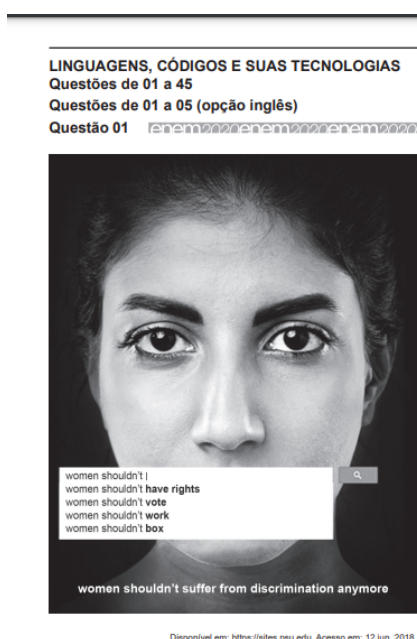 LINGUAGENS, CÓDIGOS E SUAS TECNOLOGIAS
Questões de 01 a 45
Questões de 01 a 05 (opção inglês)
Questão 01 enem2020enem2020enem2020
women shouldn't |
women shouldn't have rights
women shouldn't vote
women shouldn't work
women shouldn't box
women shouldn't suffer from discrimination anymore
Disponível em: https://sites.psu.edu. Acesso em: 12 jun. 2018.